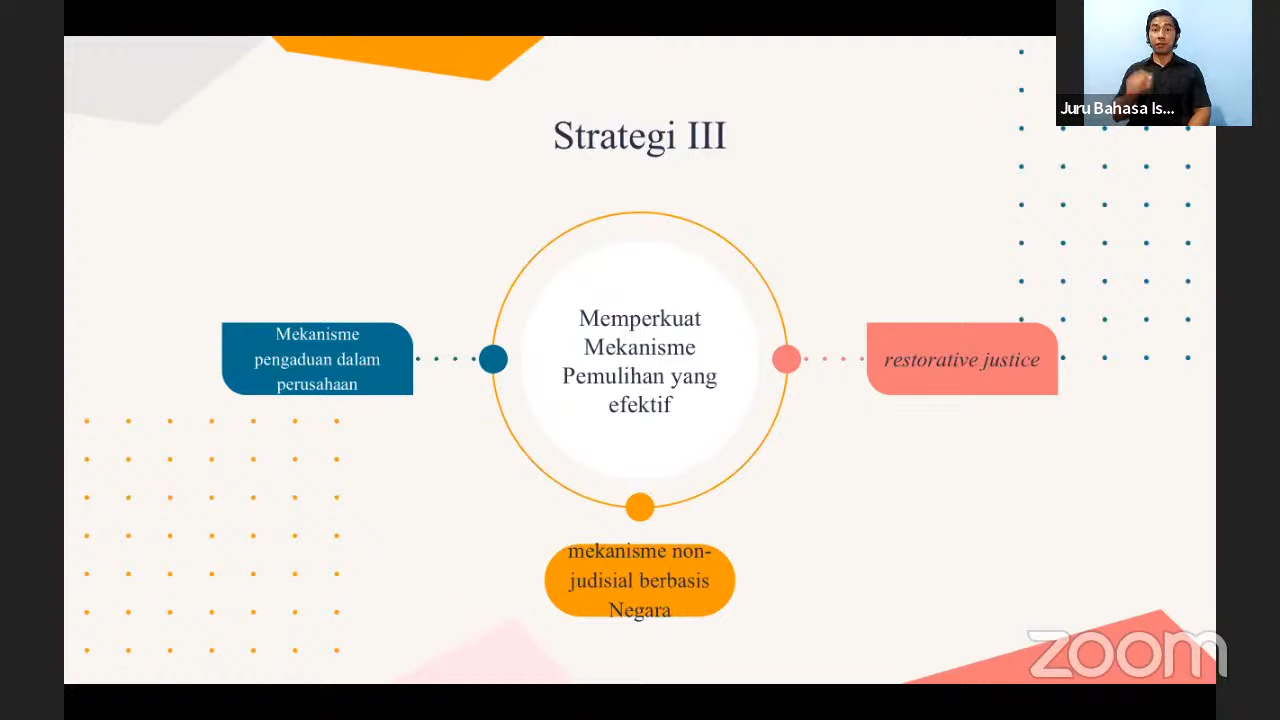 Juru Bahasa Is...
Strategi III
Memperkuat
Mekanisme
Pemulihan yang
efektif
Mekanisme
pengaduan dalam
perusahaan
restorative justice
mekanisme non-
judisial berbasis
Negara
zoom